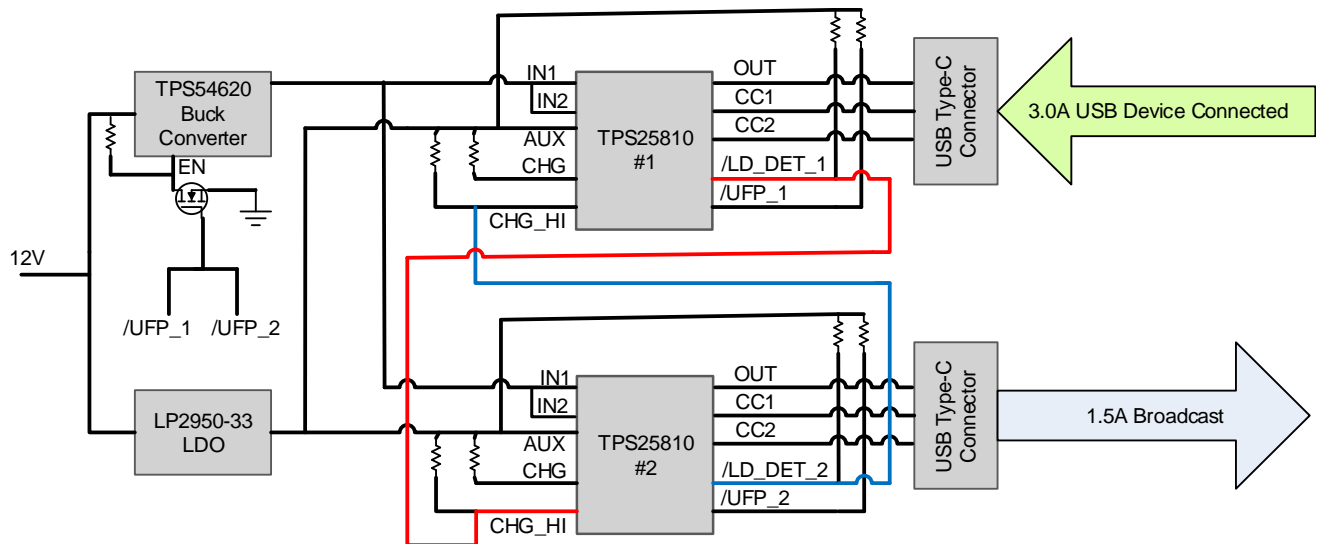 TPS54620
Buck
Converter
EN
12V
/UFP_1
/UFP_2
LP2950-33
LDO
IN1
IN2
AUX
CHG
CHG_HI
TPS25810
#1
OUT
CC1
CC2
/LD_DET_1
/UFP_1
USB Type-C
Connector
3.0A USB Device Connected
IN1
IN2
AUX
CHG
CHG_HI
TPS25810
#2
OUT
CC1
CC2
/LD_DET_2
/UFP_2
USB Type-C
Connector
1.5A Broadcast